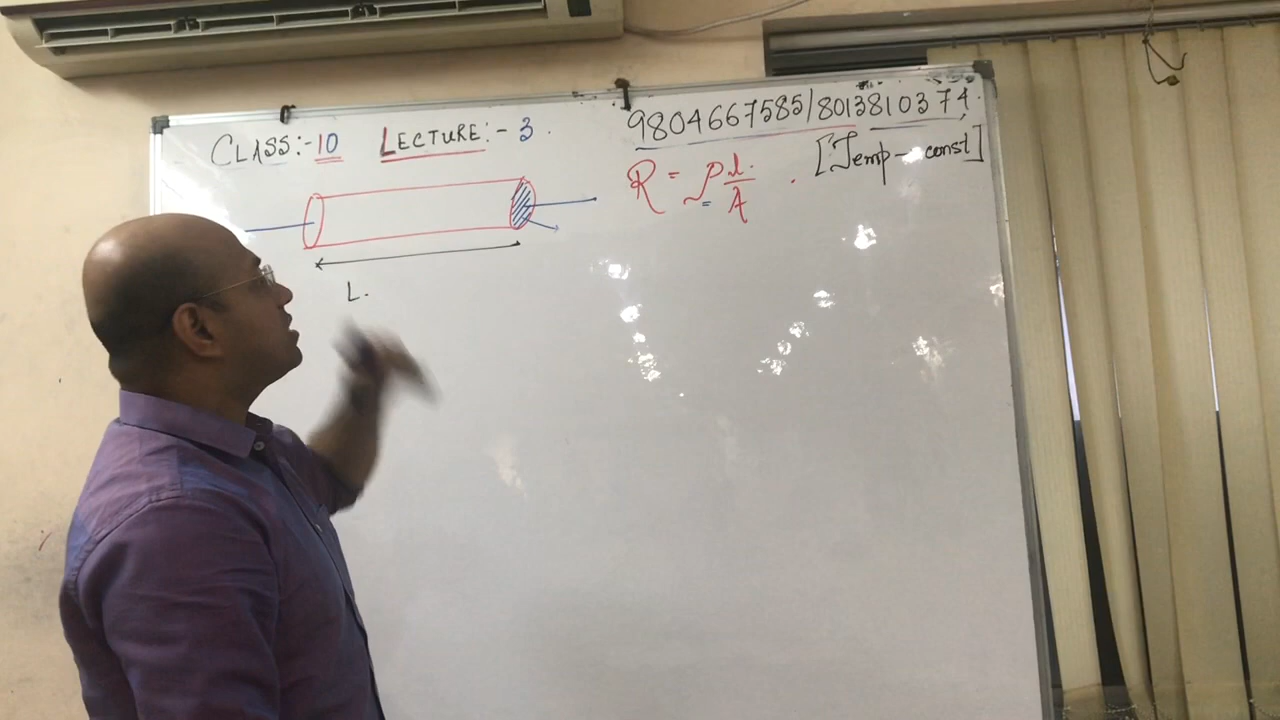 CLASS:-10 LECTURE:- 3.
9804667585/8013810374.
R = ρ l/A . [Temp - const]
L.